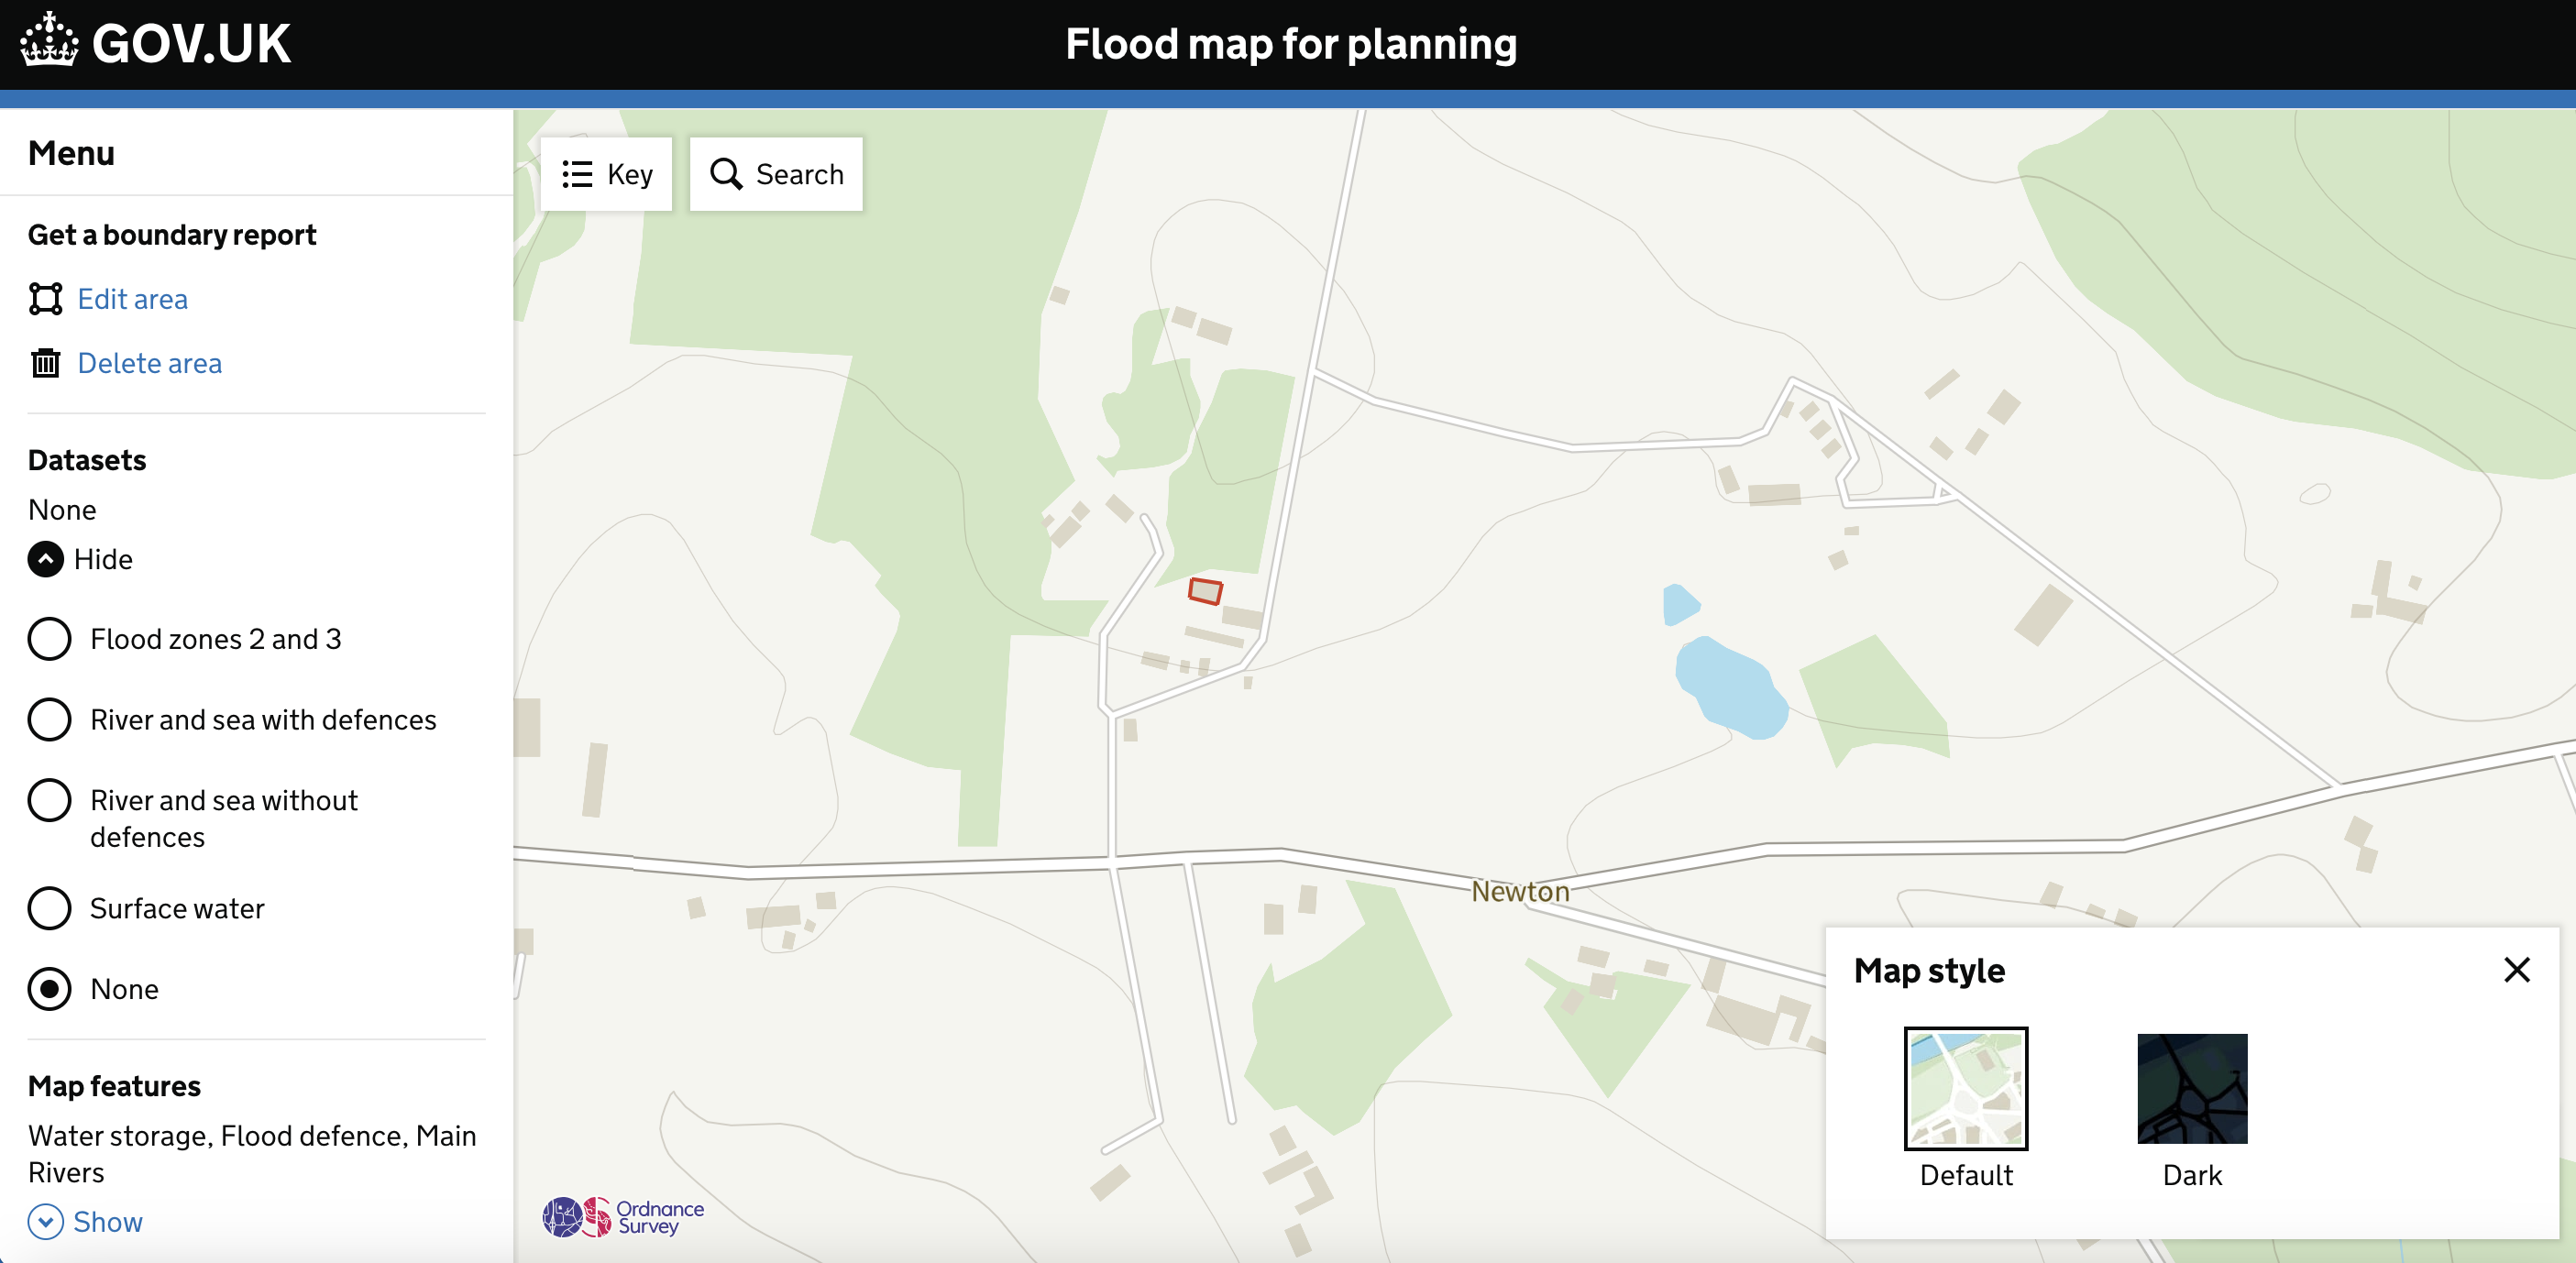 GOV.UK
Flood map for planning
Menu
Get a boundary report
Edit area
Delete area
Datasets
None
Hide
Flood zones 2 and 3
River and sea with defences
River and sea without
defences
Surface water
None
Map features
Water storage, Flood defence, Main
Rivers
Show
Key
Search
Newton
Ordnance
Survey
Map style
Default
Dark